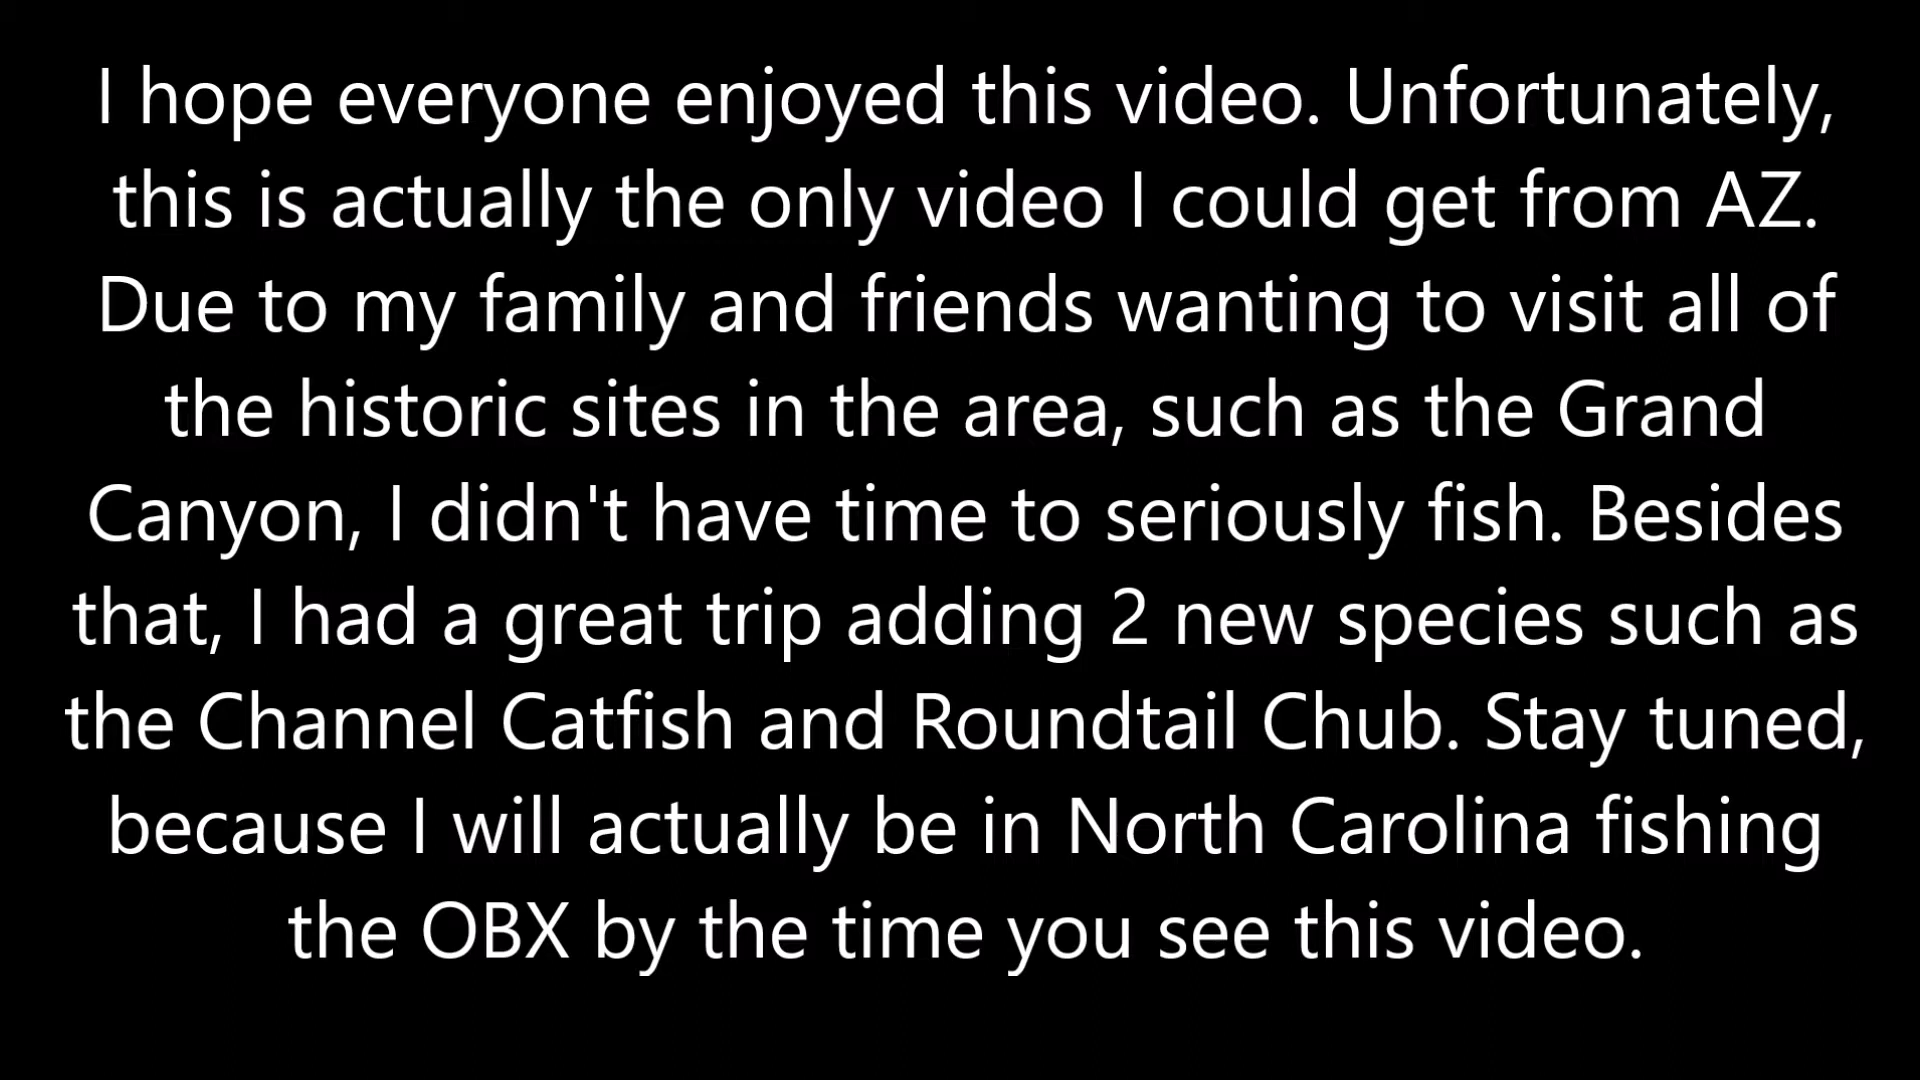 I hope everyone enjoyed this video. Unfortunately,
this is actually the only video I could get from AZ.
Due to my family and friends wanting to visit all of
the historic sites in the area, such as the Grand
Canyon, I didn't have time to seriously fish. Besides
that, I had a great trip adding 2 new species such as
the Channel Catfish and Roundtail Chub. Stay tuned,
because I will actually be in North Carolina fishing
the OBX by the time you see this video.